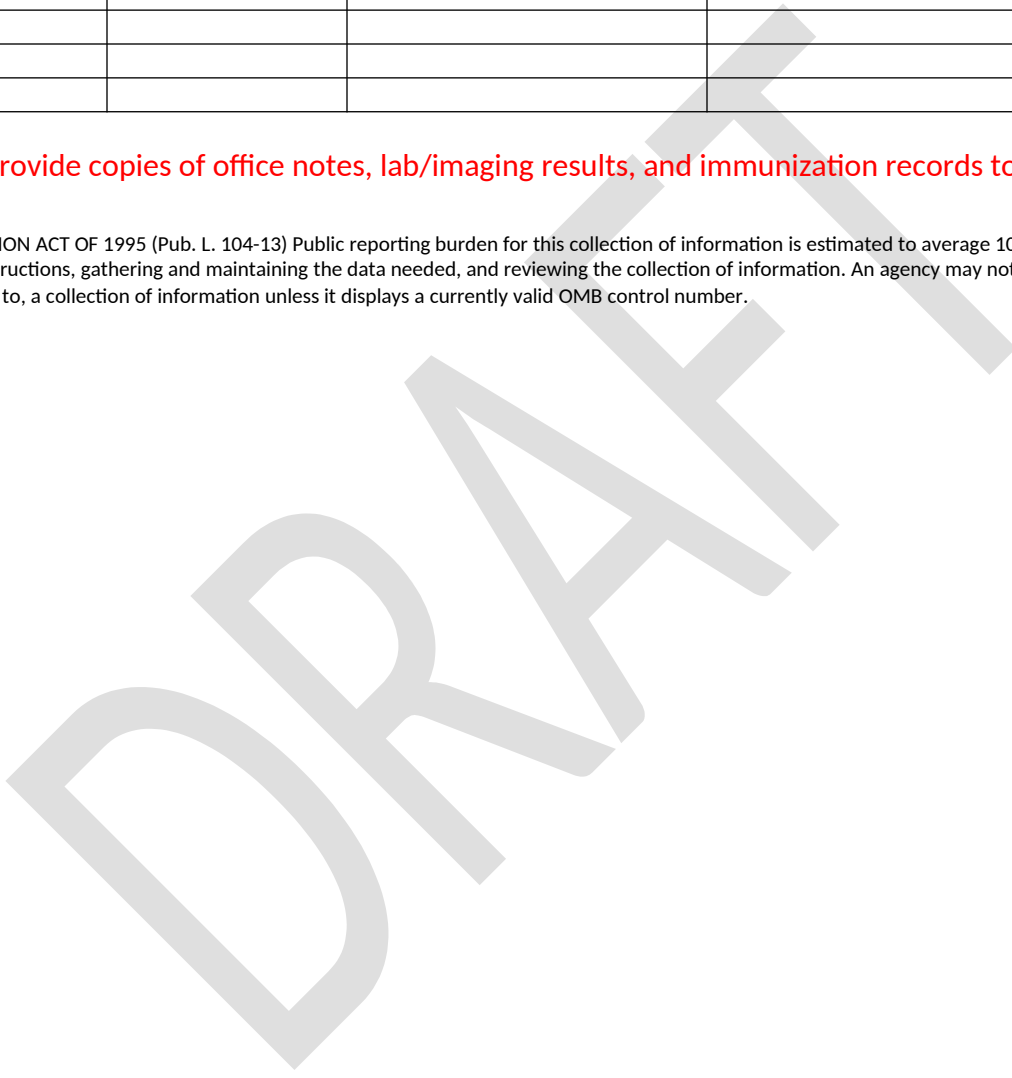 rovide copies of office notes, lab/imaging results, and immunization records to
ION ACT OF 1995 (Pub. L. 104-13) Public reporting burden for this collection of information is estimated to average 10
ructions, gathering and maintaining the data needed, and reviewing the collection of information. An agency may not
to, a collection of information unless it displays a currently valid OMB control number.
DRAFT